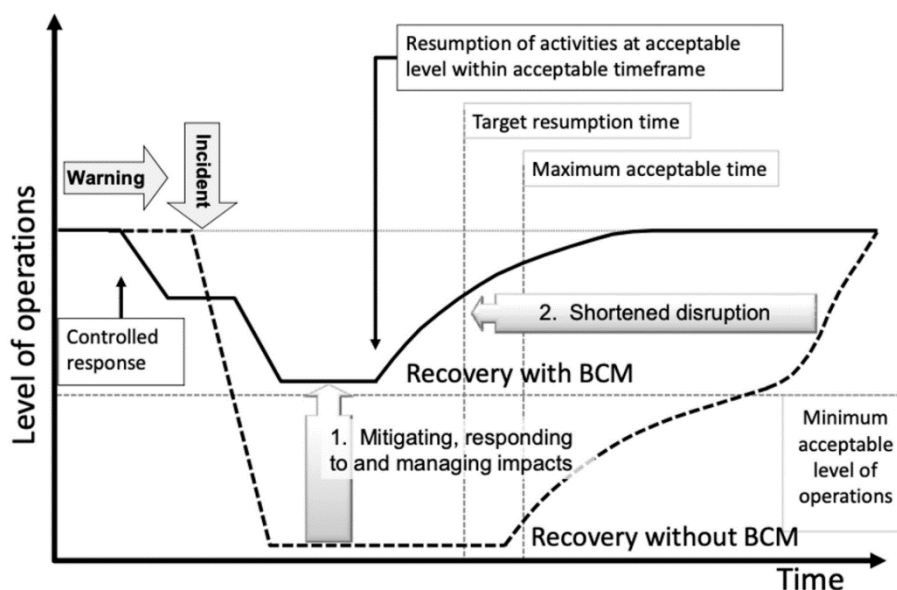 Resumption of activities at acceptable
level within acceptable timeframe
Target resumption time
Maximum acceptable time
Warning
Incident
Level of operations
Controlled
response
2. Shortened disruption
Recovery with BCM
1. Mitigating, responding
to and managing impacts
Minimum
acceptable
level of
operations
Recovery without BCM
Time